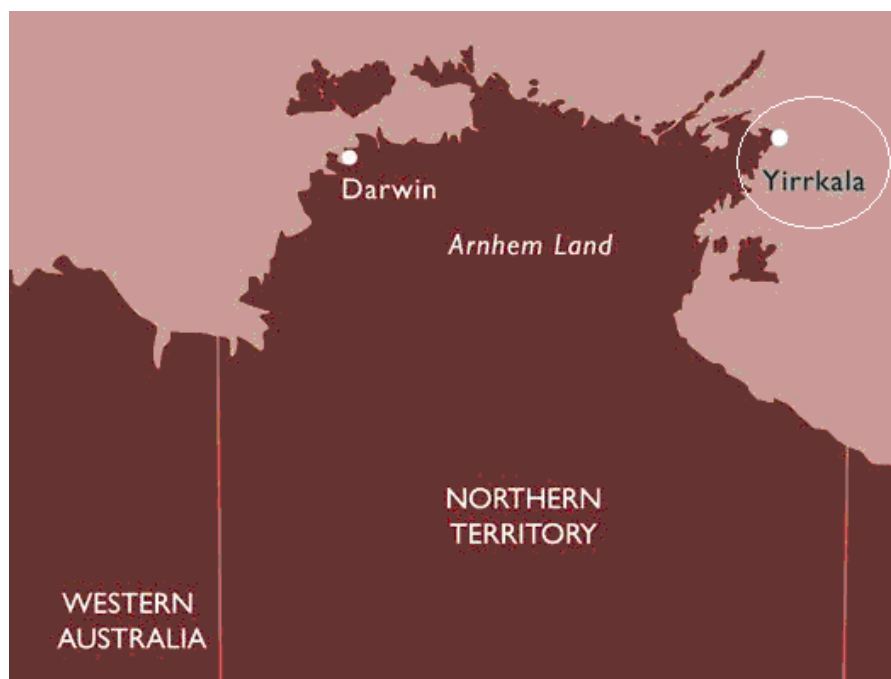 Darwin
Yirrkala
Arnhem Land
NORTHERN
TERRITORY
WESTERN
AUSTRALIA